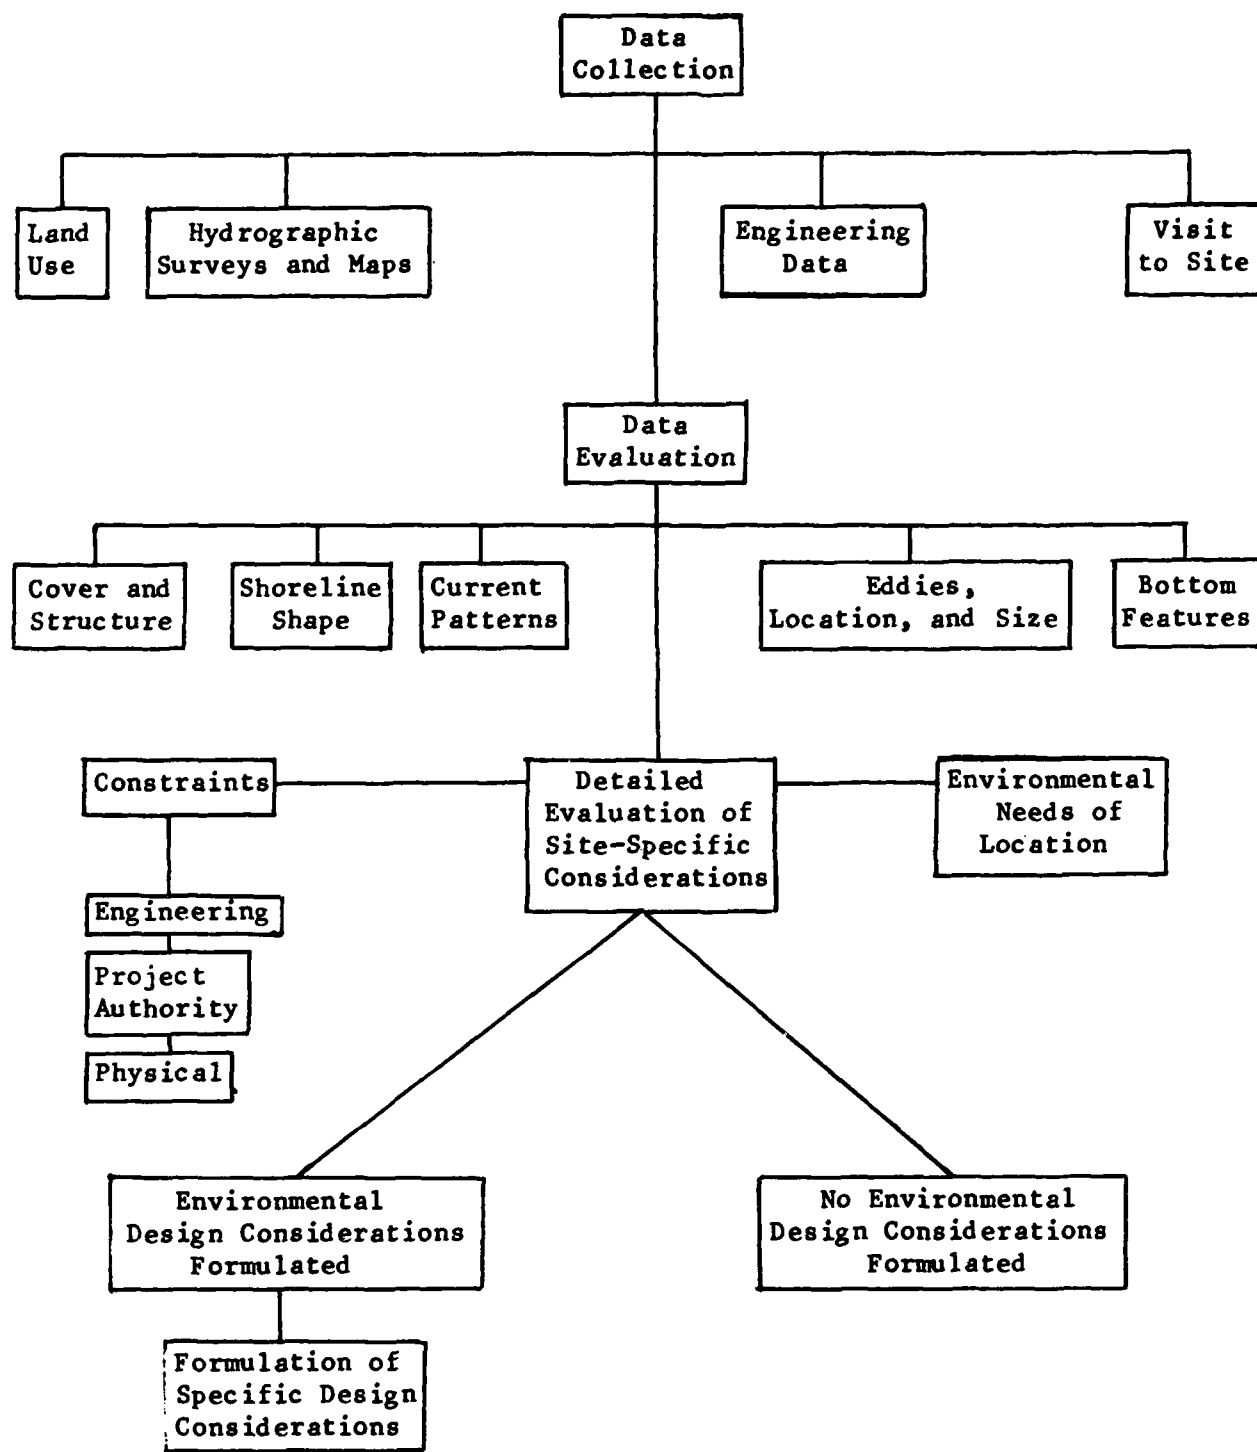 Data
Collection
Land
Use
Hydrographic
Surveys and Maps
Engineering
Data
Visit
to Site
Data
Evaluation
Cover and
Structure
Shoreline
Shape
Current
Patterns
Eddies,
Location, and Size
Bottom
Features
Constraints
Detailed
Evaluation of
Site-Specific
Considerations
Environmental
Needs of
Location
Engineering
Project
Authority
Physical
Environmental
Design Considerations
Formulated
No Environmental
Design Considerations
Formulated
Formulation of
Specific Design
Considerations